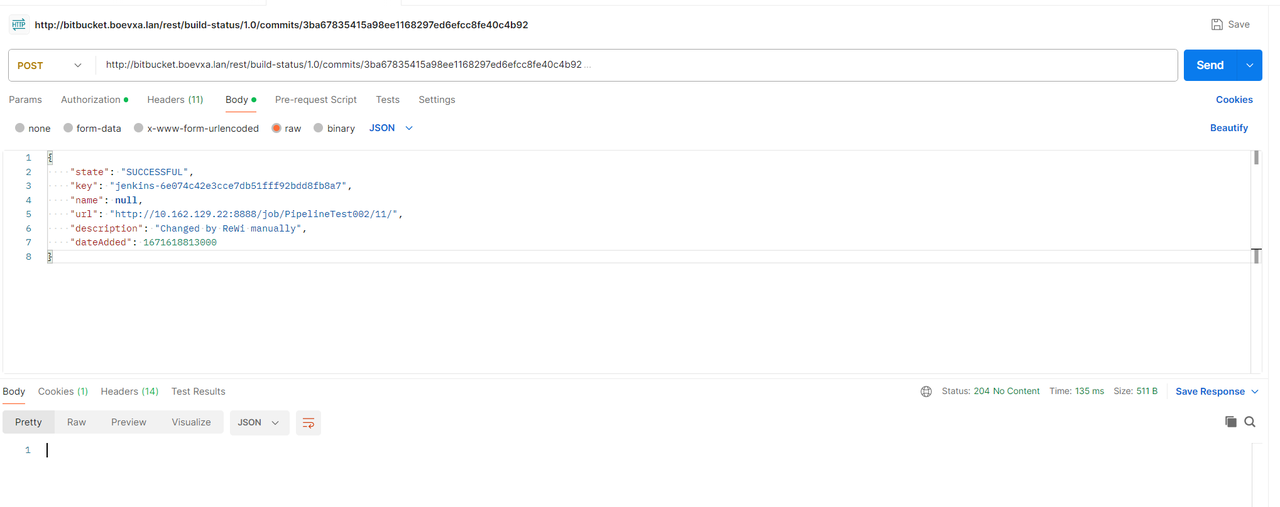 HTTP http://bitbucket.boevxa.lan/rest/build-status/1.0/commits/3ba67835415a98ee1168297ed6efcc8fe40c4b92 Save
POST http://bitbucket.boevxa.lan/rest/build-status/1.0/commits/3ba67835415a98ee1168297ed6efcc8fe40c4b92... Send
Params Authorization Headers (11) Body Pre-request Script Tests Settings Cookies
none form-data x-www-form-urlencoded raw binary JSON Beautify
1 {
2 "state": "SUCCESSFUL",
3 "key": "jenkins-6e074c42e3cce7db51fff92bdd8fb8a7",
4 "name": null,
5 "url": "http://10.162.129.22:8888/job/PipelineTest002/11/",
6 "description": "Changed by ReWi manually",
7 "dateAdded": 1671618813000
8 }
Body Cookies (1) Headers (14) Test Results Status: 204 No Content Time: 135 ms Size: 511 B Save Response
Pretty Raw Preview Visualize JSON
1